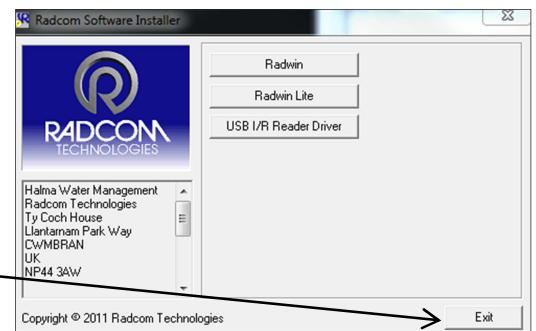 Radcom Software Installer
RADCOM
TECHNOLOGIES
Radwin
Radwin Lite
USB I/R Reader Driver
Halma Water Management
Radcom Technologies
Ty Coch House
Llantarnam Park Way
CWMBRAN
UK
NP44 3AW
Copyright © 2011 Radcom Technologies
Exit